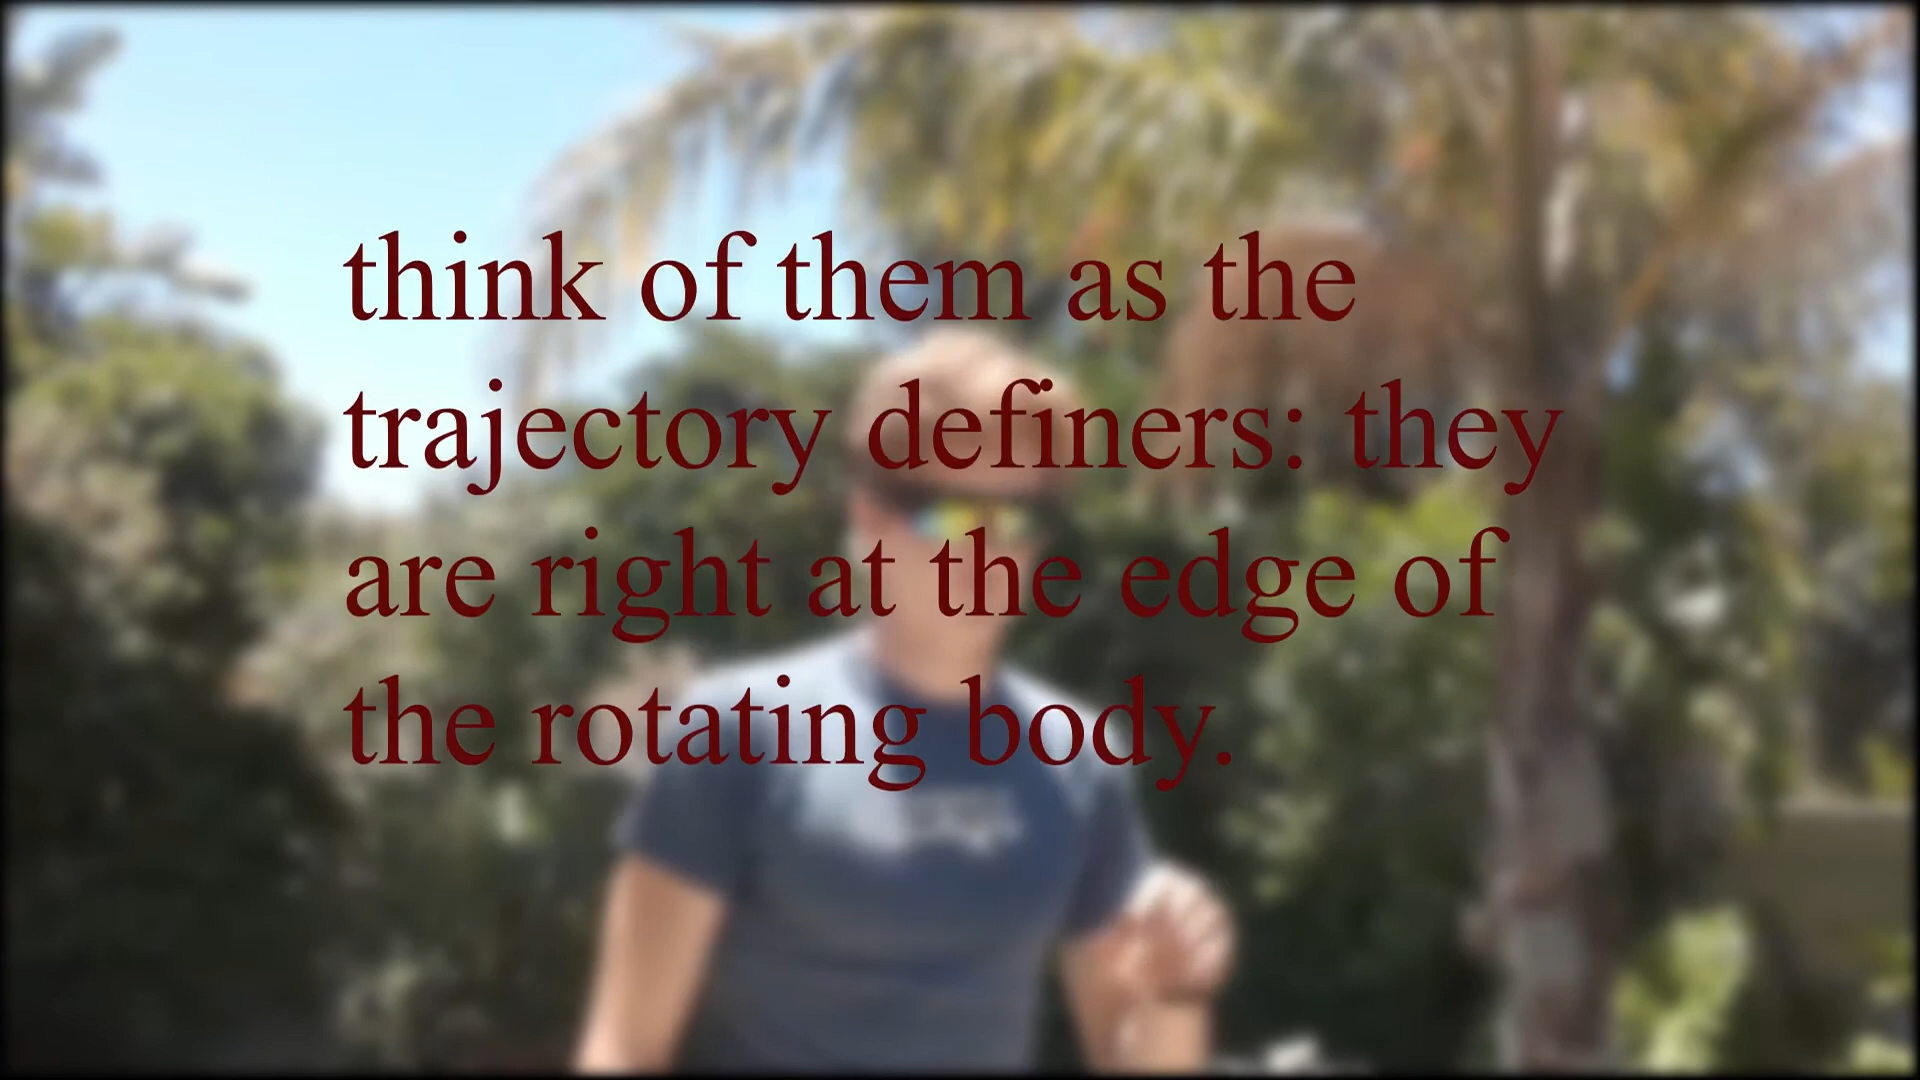 think of them as the
trajectory definers: they
are right at the edge of
the rotating body.